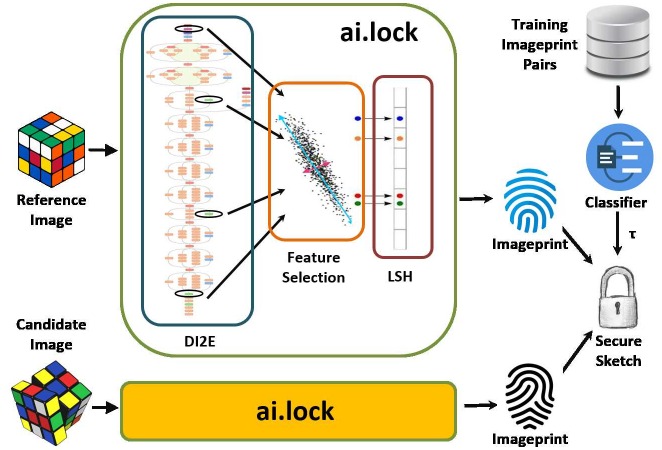 ai.lock
Training
Imageprint
Pairs
Reference
Image
Feature
Selection
LSH
DI2E
Classifier
τ
Imageprint
Secure
Sketch
Candidate
Image
ai.lock
Imageprint